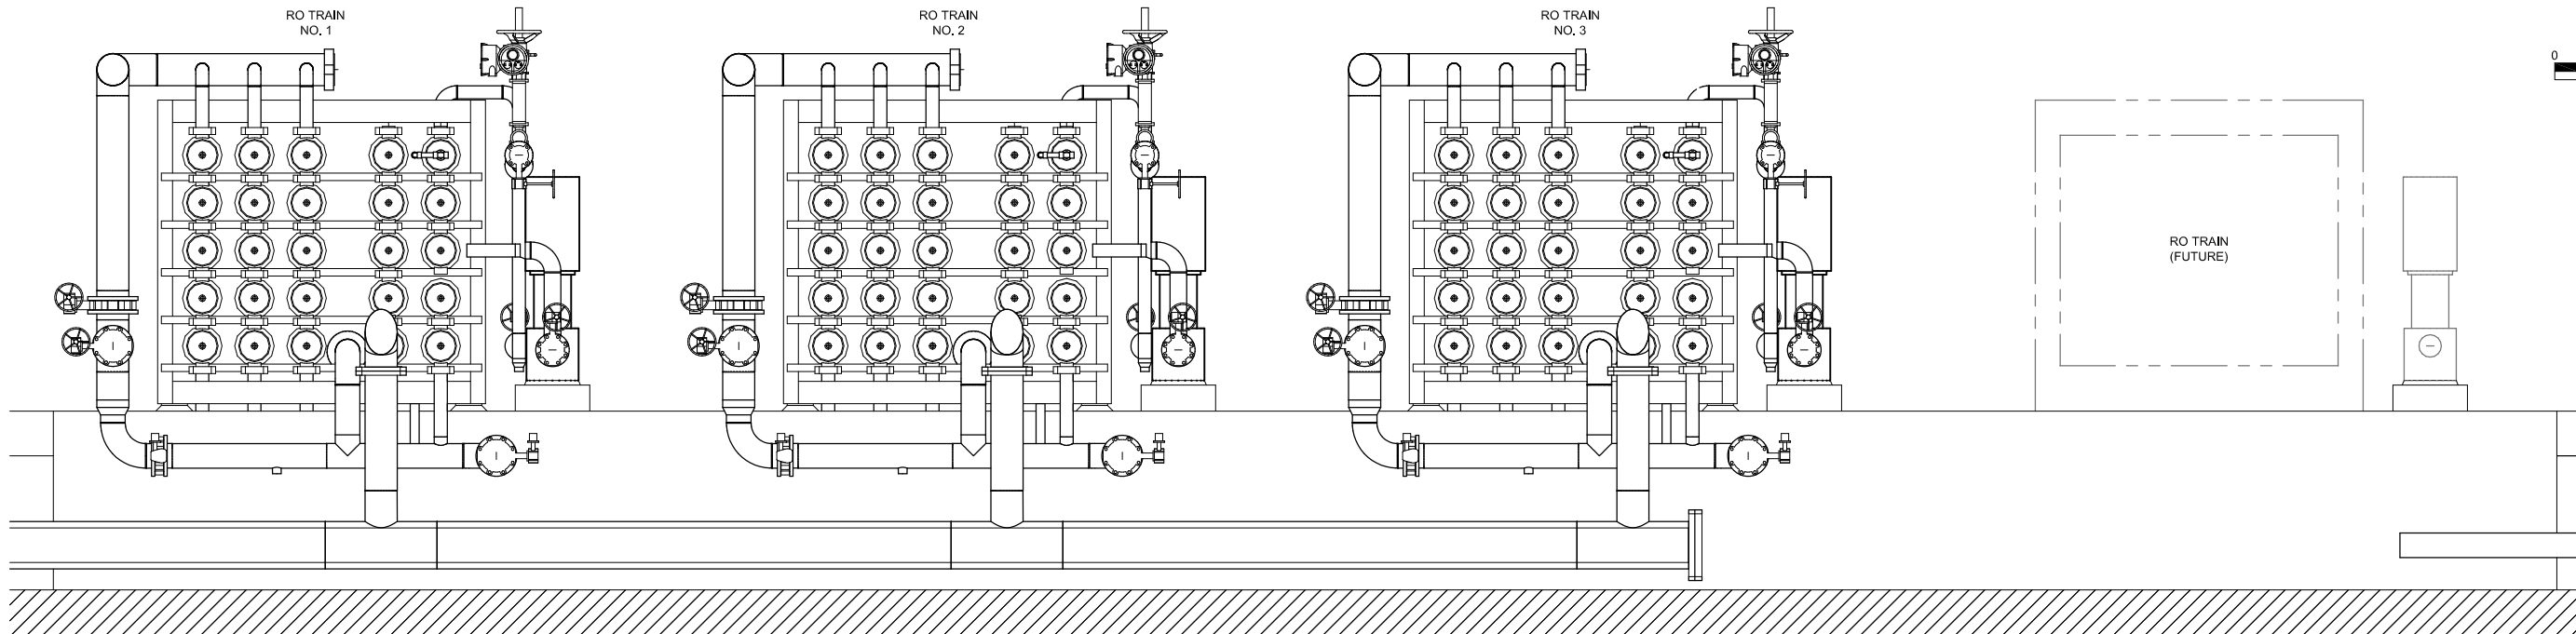 RO TRAIN
NO. 1
RO TRAIN
NO. 2
RO TRAIN
NO. 3
0
RO TRAIN
(FUTURE)